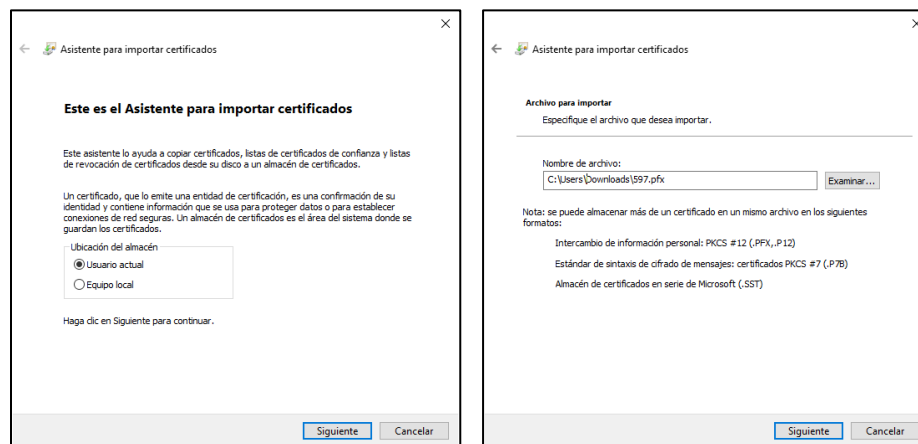 Asistente para importar certificados
Este es el Asistente para importar certificados
Este asistente lo ayuda a copiar certificados, listas de certificados de confianza y listas
de revocación de certificados desde su disco a un almacén de certificados.
Un certificado, que lo emite una entidad de certificación, es una confirmación de su
identidad y contiene información que se usa para proteger datos o para establecer
conexiones de red seguras. Un almacén de certificados es el área del sistema donde se
guardan los certificados.
Ubicación del almacén
Usuario actual
Equipo local
Haga clic en Siguiente para continuar.
Siguiente Cancelar
Asistente para importar certificados
Archivo para importar
Especifique el archivo que desea importar.
Nombre de archivo:
C:\Users\Downloads\597.pfx Examinar...
Nota: se puede almacenar más de un certificado en un mismo archivo en los siguientes
formatos:
Intercambio de información personal: PKCS #12 (.PFX,.P12)
Estándar de sintaxis de cifrado de mensajes: certificados PKCS #7 (.P7B)
Almacén de certificados en serie de Microsoft (.SST)
Siguiente Cancelar